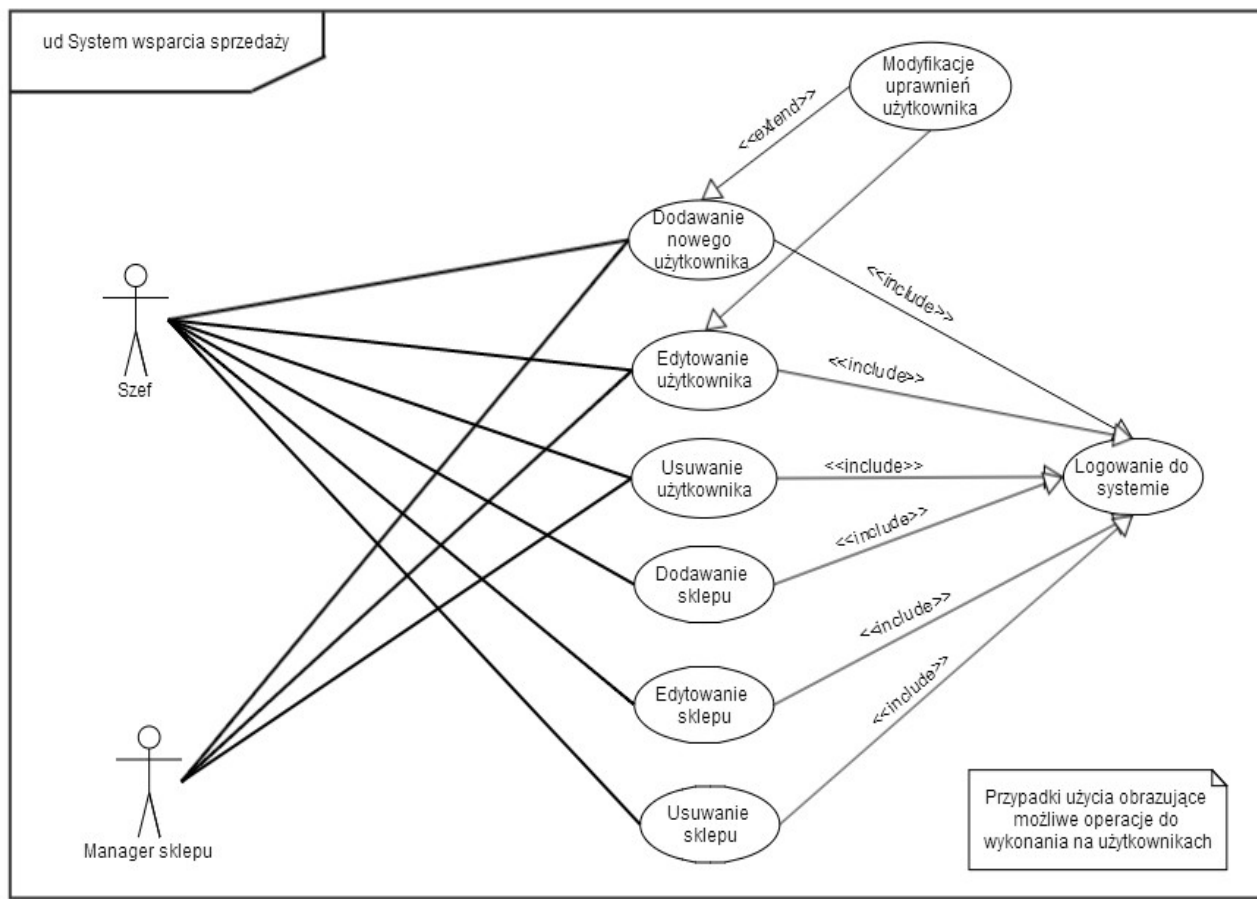 ud System wsparcia sprzedaży
Modyfikacje
uprawnień
użytkownika
<<extend>>
Dodawanie
nowego
użytkownika
<<include>>
Szef
Edytowanie
użytkownika
<<include>>
Usuwanie
użytkownika
<<include>>
Logowanie do
systemie
Dodawanie
sklepu
<<include>>
Edytowanie
sklepu
<<include>>
Usuwanie
sklepu
<<include>>
Manager sklepu
Przypadki użycia obrazujące
możliwe operacje do
wykonania na użytkownikach